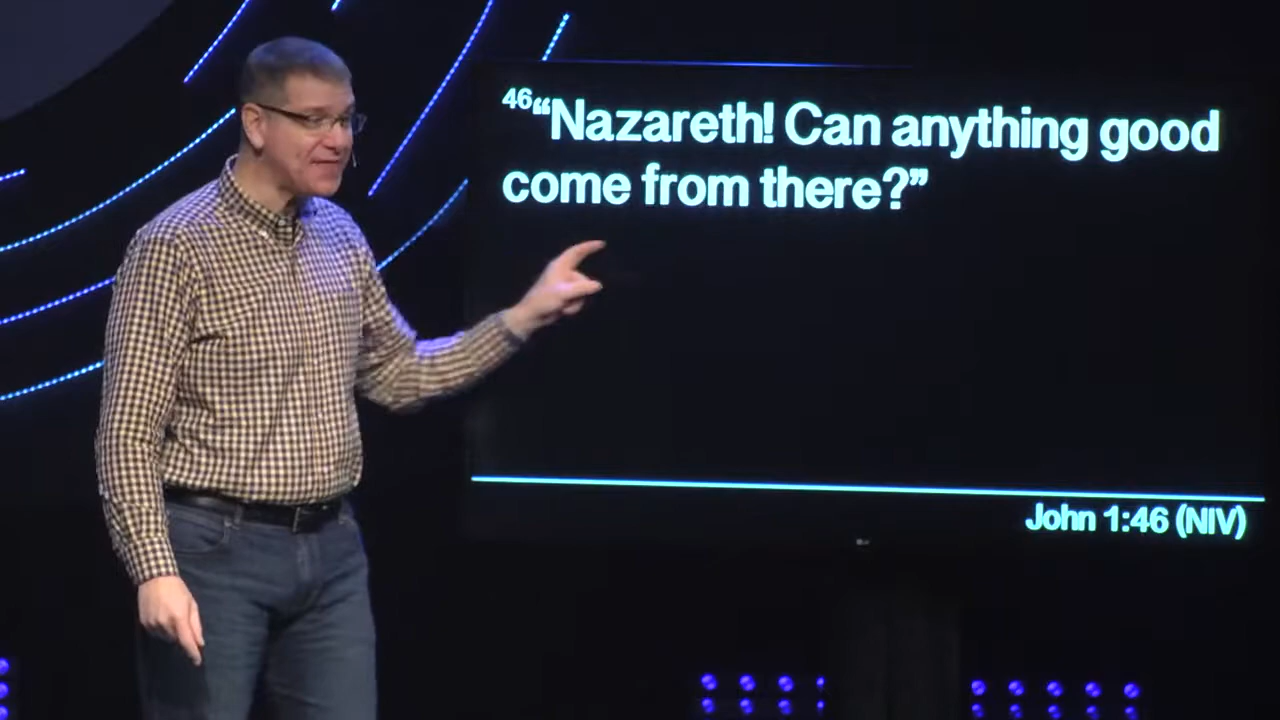 46“Nazareth! Can anything good
come from there?”
John 1:46 (NIV)